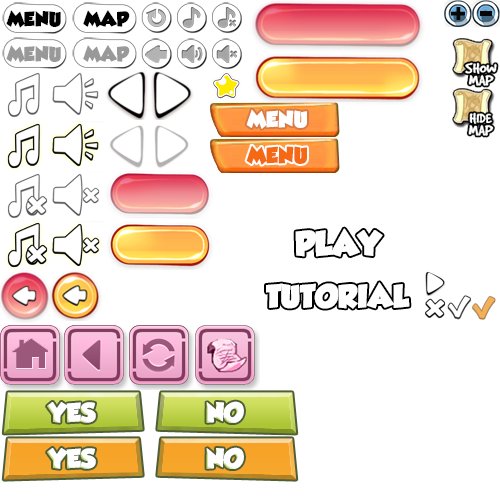 MENU MAP
MENU MAP
SHOW MAP
HIDE MAP
MENU
MENU
PLAY
TUTORIAL
YES NO
YES NO